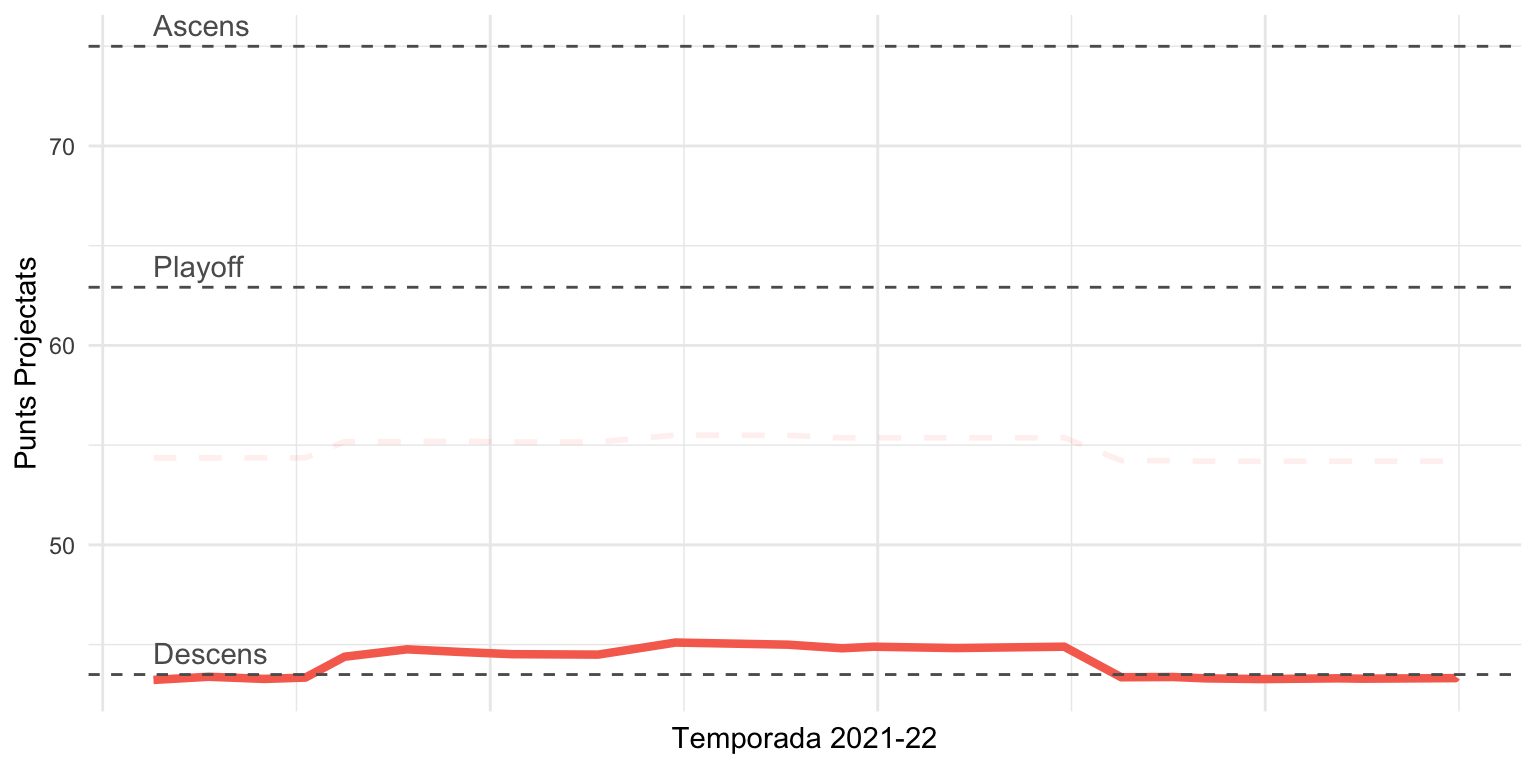 Ascens
70
Playoff
60
50
Descens
Punts Projectats
Temporada 2021-22